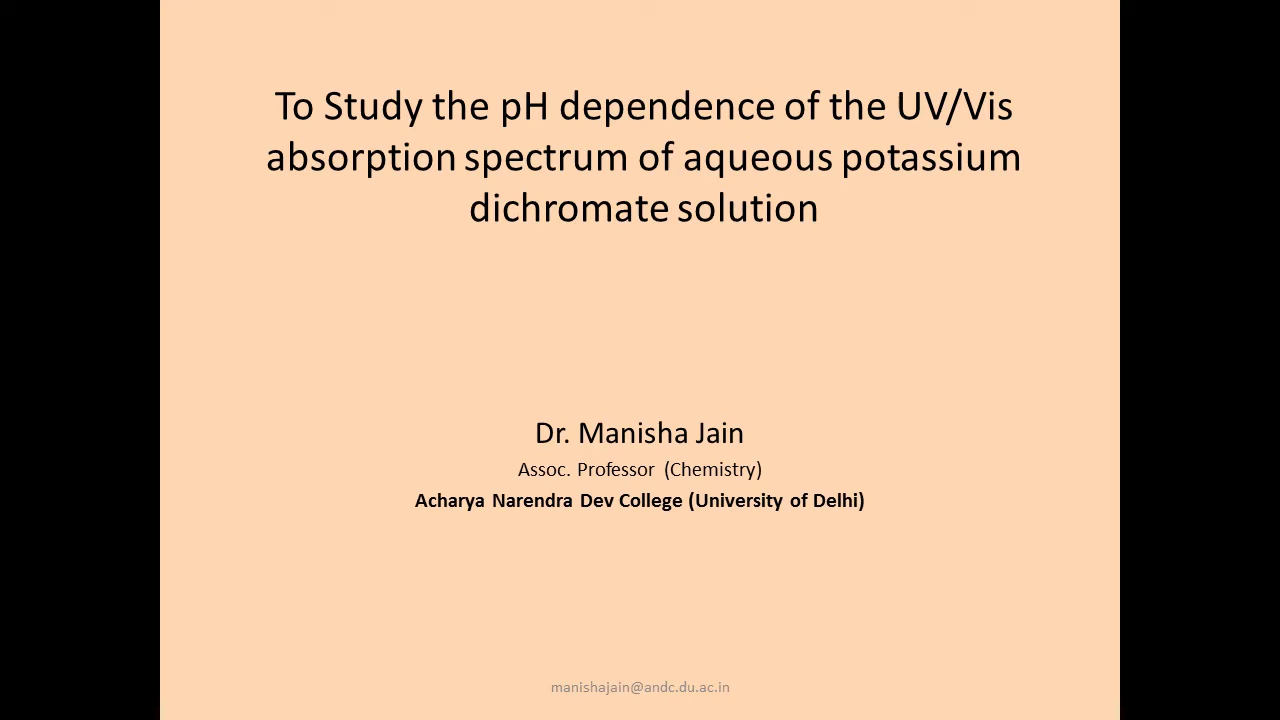 To Study the pH dependence of the UV/Vis
absorption spectrum of aqueous potassium
dichromate solution
Dr. Manisha Jain
Assoc. Professor (Chemistry)
Acharya Narendra Dev College (University of Delhi)
manishajain@andc.du.ac.in